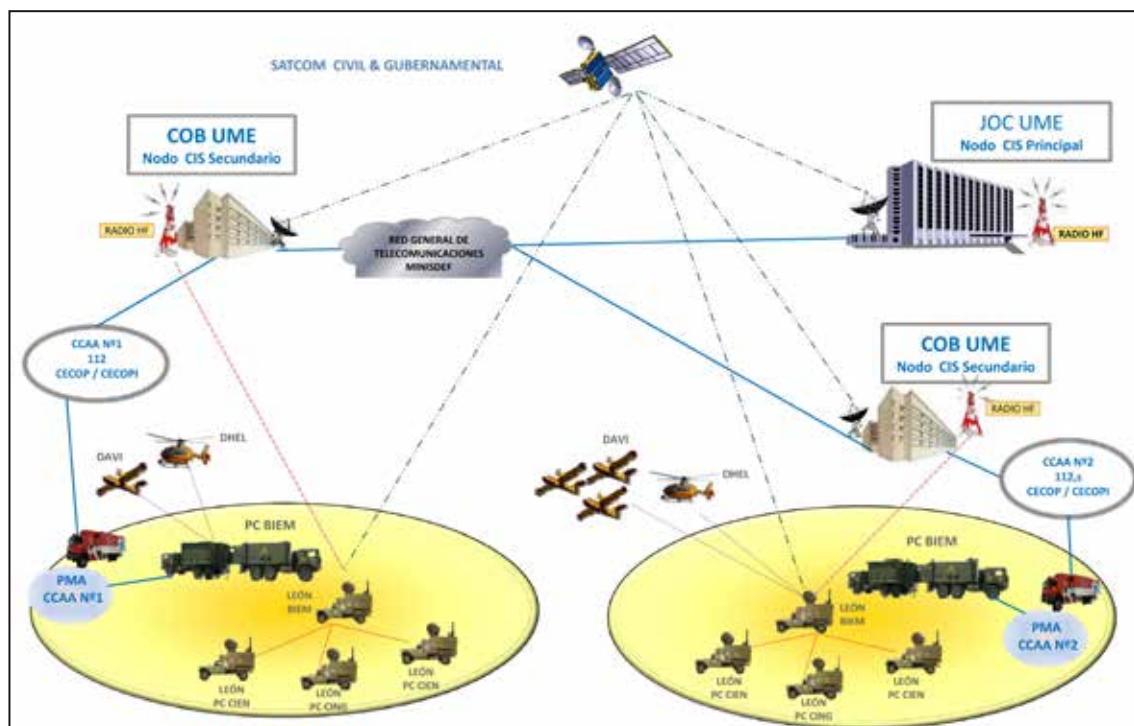 SATCOM CIVIL & GUBERNAMENTAL
COB UME
Nodo CIS Secundario
RADIO HF
JOC UME
Nodo CIS Principal
RADIO HF
RED GENERAL DE
TELECOMUNICACIONES
MINISDEF
CCAA Nº1
112
CECOP / CECOPI
COB UME
Nodo CIS Secundario
RADIO HF
CCAA Nº2
112,s
CECOP / CECOPI
DAVI
DHEL
PC BIEM
PMA
CCAA Nº1
LEÓN
BIEM
LEÓN
PC CIEN
LEÓN
PC CING
LEÓN
PC CIEN
DAVI
DHEL
PC BIEM
PMA
CCAA Nº2
LEÓN
BIEM
LEÓN
PC CIEN
LEÓN
PC CING
LEÓN
PC CIEN